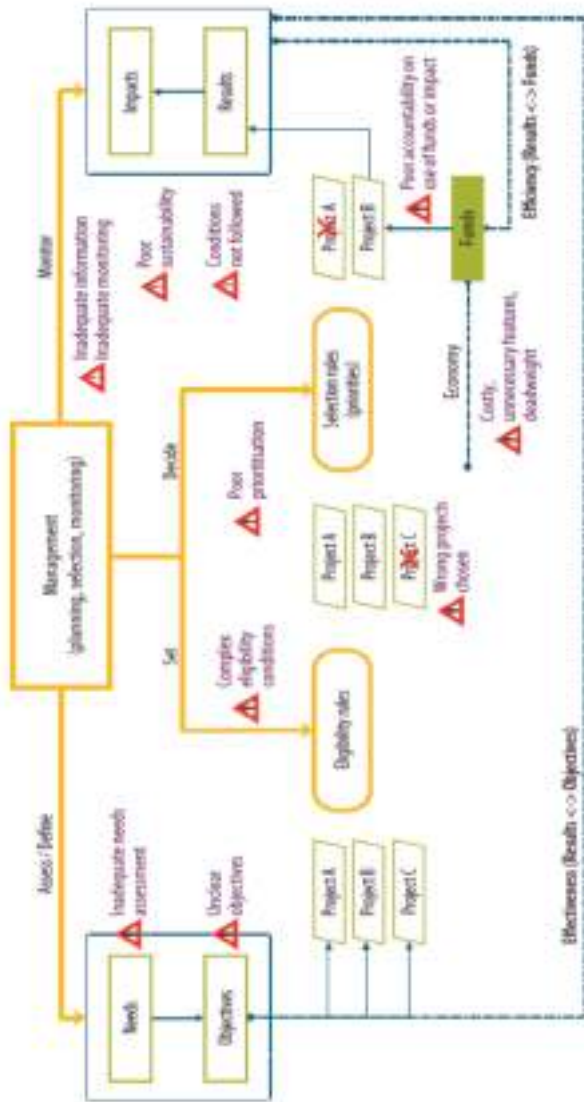 Management
(planning, selection, monitoring)
Assess / Define
Monitor
Needs
Objectives
Inadequate needs
assessment
Unclear
objectives
Set
Decide
Complex
eligibility
conditions
Poor
prioritisation
Inadequate information
Inadequate monitoring
Poor
sustainability
Conditions
not followed
Impacts
Results
Eligibility rules
Selection rules
(priorities)
Project A
Project B
Project C
Project A
Project B
Project C
Wrong projects
chosen
Project A
Project B
Poor accountability on
use of funds or impact
Funds
Economy
Costly,
unnecessary features,
deadweight
Efficiency (Results <-> Funds)
Effectiveness (Results <-> Objectives)